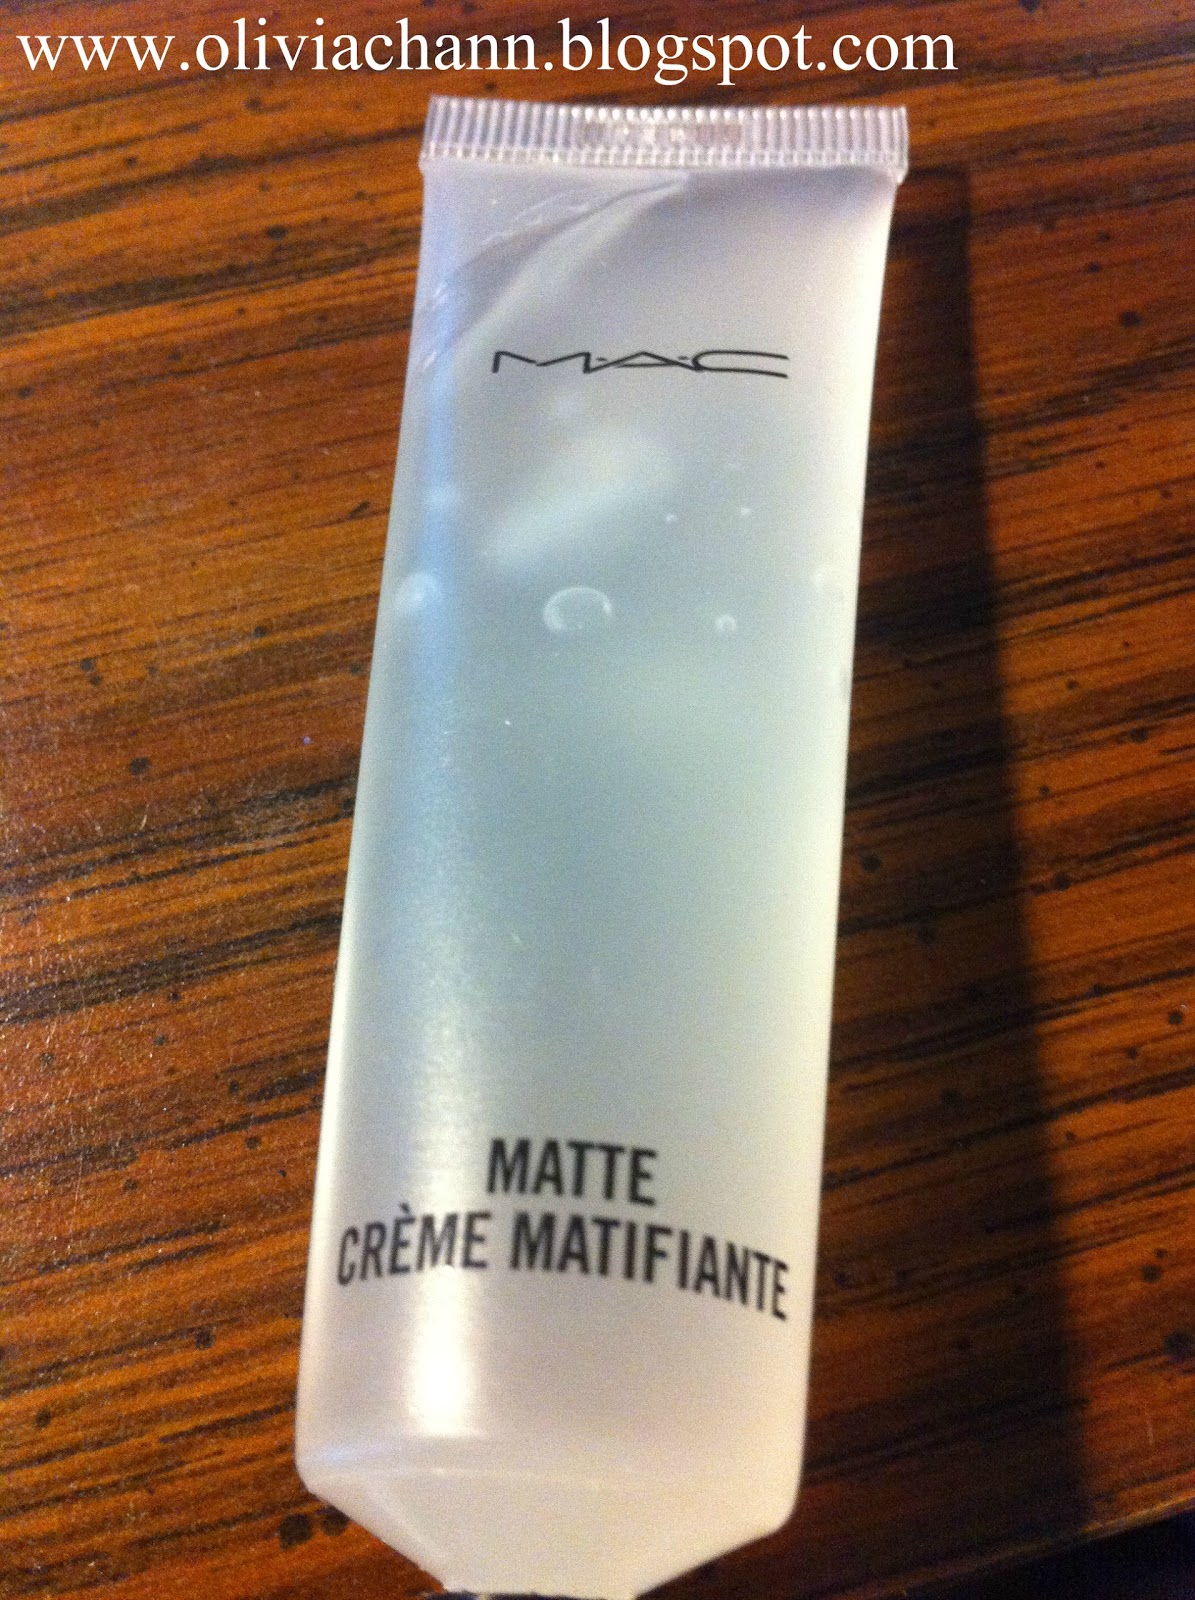 www.oliviachann.blogspot.com
M·A·C
MATTE
CRÈME MATIFIANTE